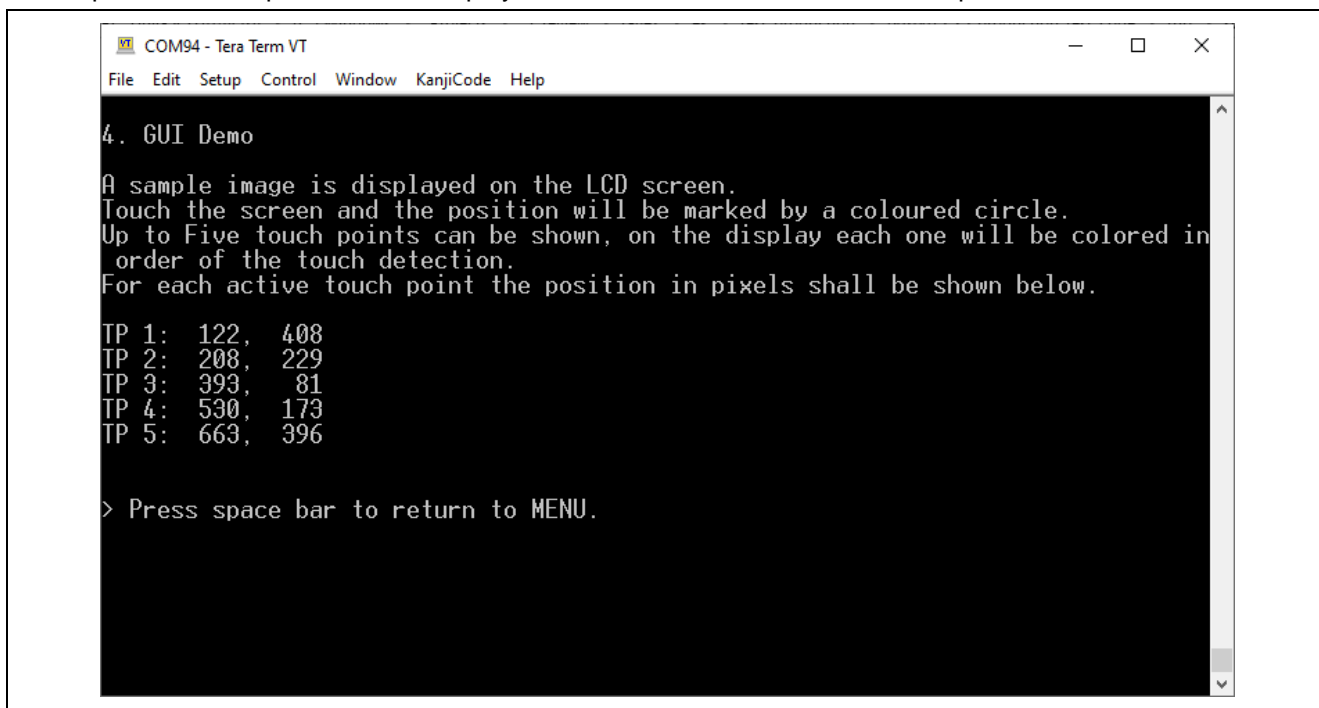 COM94 - Tera Term VT
File Edit Setup Control Window KanjiCode Help
4. GUI Demo
A sample image is displayed on the LCD screen.
Touch the screen and the position will be marked by a coloured circle.
Up to Five touch points can be shown, on the display each one will be colored in
order of the touch detection.
For each active touch point the position in pixels shall be shown below.
TP 1: 122, 408
TP 2: 208, 229
TP 3: 393, 81
TP 4: 530, 173
TP 5: 663, 396
> Press space bar to return to MENU.